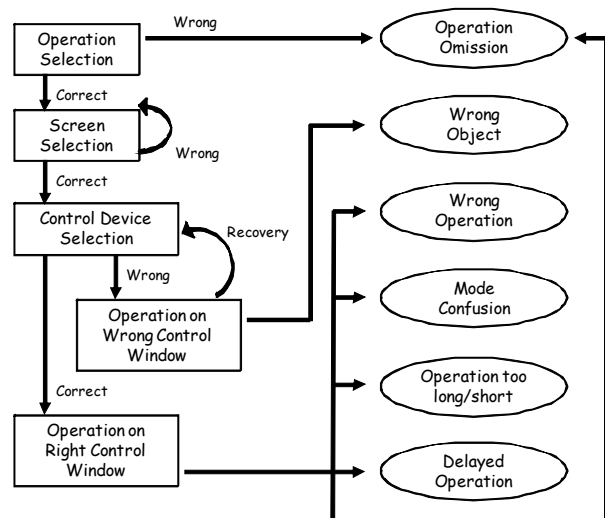 Operation
Selection
Wrong
Operation
Omission
Correct
Screen
Selection
Wrong
Wrong
Object
Correct
Control Device
Selection
Recovery
Wrong
Operation
Wrong
Operation on
Wrong Control
Window
Mode
Confusion
Correct
Operation too
long/short
Operation on
Right Control
Window
Delayed
Operation